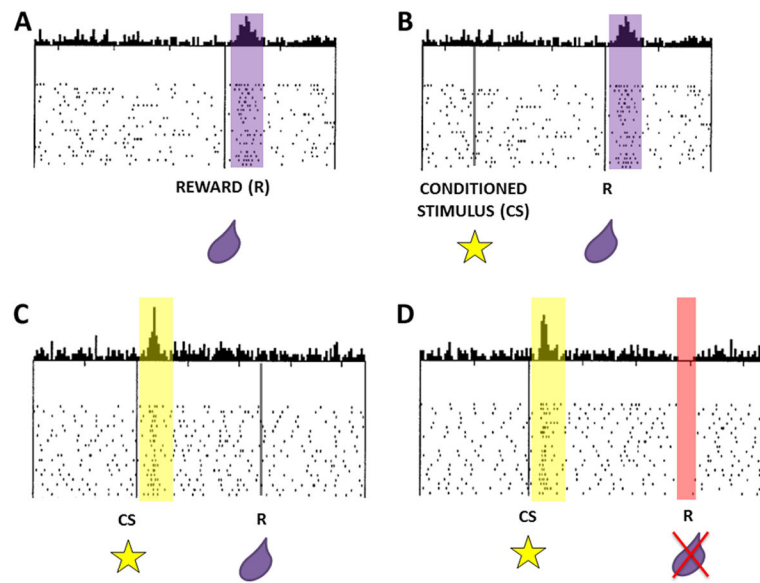 A
REWARD (R)
B
CONDITIONED
STIMULUS (CS)
R
C
CS
R
D
CS
R